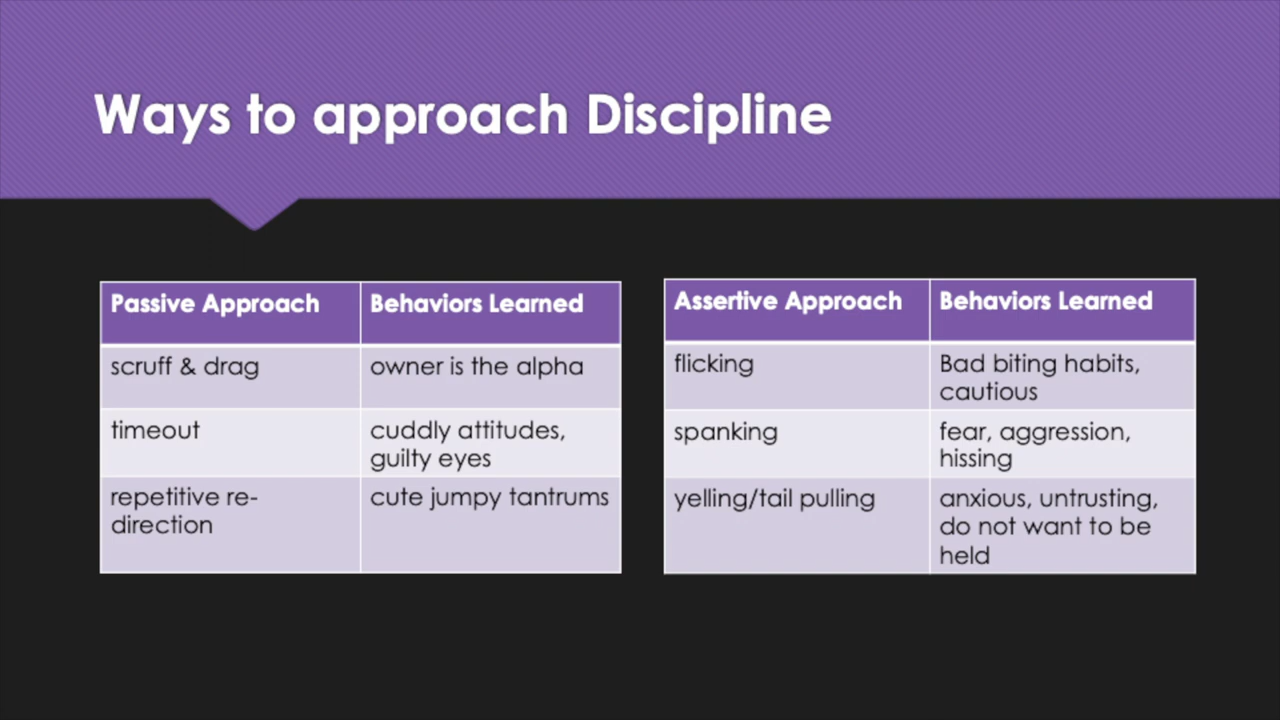 Ways to approach Discipline
Passive Approach
Behaviors Learned
scruff & drag
owner is the alpha
timeout
cuddly attitudes,
guilty eyes
repetitive re-
direction
cute jumpy tantrums
Assertive Approach
Behaviors Learned
flicking
Bad biting habits,
cautious
spanking
fear, aggression,
hissing
yelling/tail pulling
anxious, untrusting,
do not want to be
held